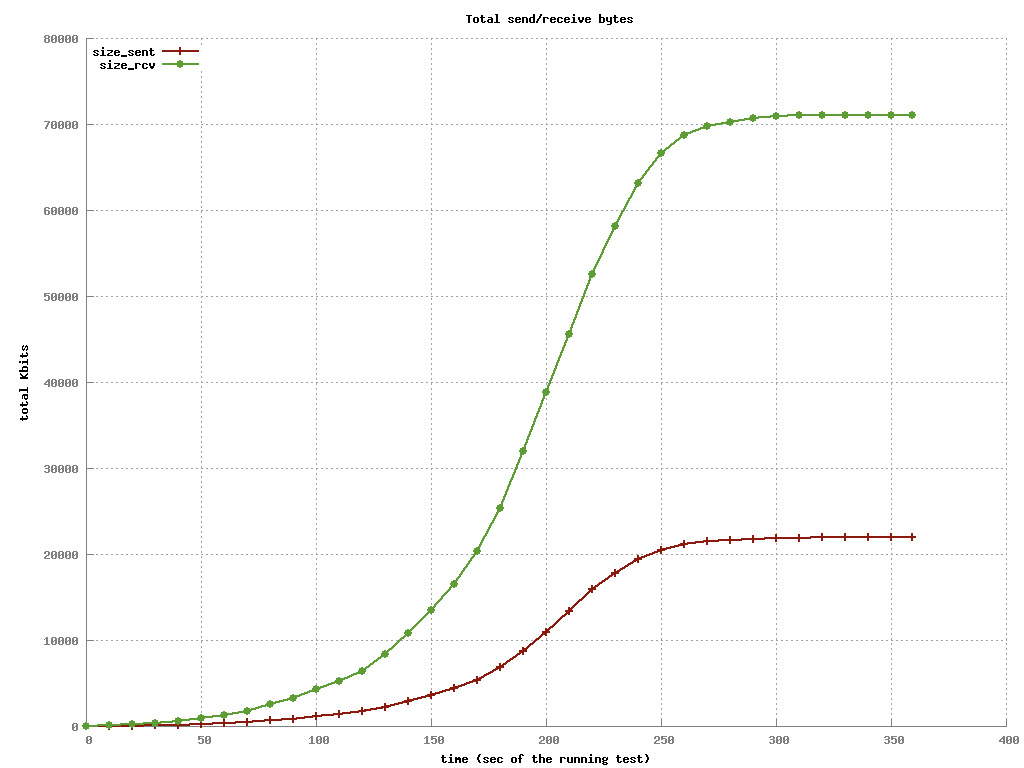 Total send/receive bytes
80000
size_sent
size_rcv
70000
60000
50000
total Kbits
40000
30000
20000
10000
0
0 50 100 150 200 250 300 350 400
time (sec of the running test)